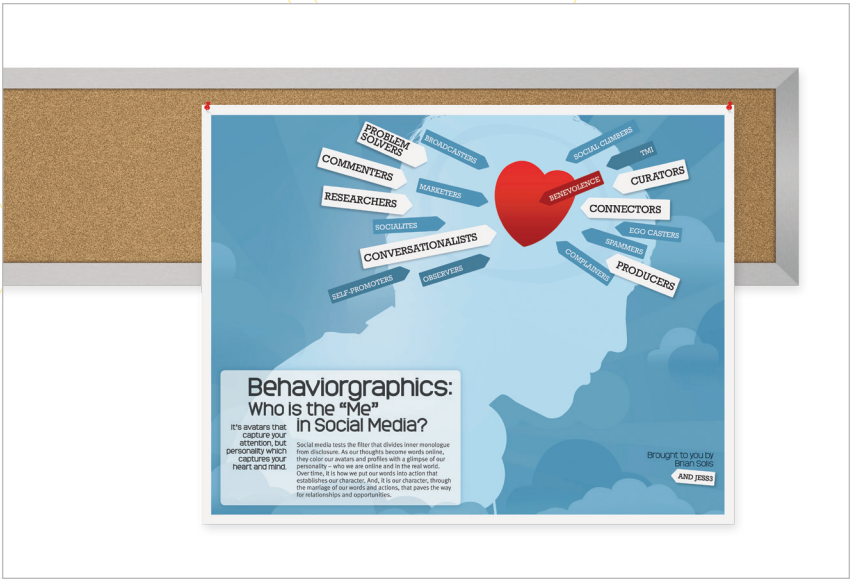 PROBLEM
SOLVERS
BROADCASTERS
SOCIAL CLIMBERS
TMI
COMMENTERS
CURATORS
MARKETERS
BENEVOLENCE
RESEARCHERS
CONNECTORS
SOCIALITES
EGO CASTERS
CONVERSATIONALISTS
SPAMMERS
COMPLAINERS
PRODUCERS
SELF-PROMOTERS
OBSERVERS
Behaviorgraphics:
Who is the “Me”
in Social Media?
It's avatars that
capture your
attention, but
personality which
captures your
heart and mind.
Social media tests the filter that divides inner monologue
from disclosure. As our thoughts become words online,
they color our avatars and profiles with a glimpse of our
personality – who we are online and in the real world.
Over time, it is how we put our words into action that
establishes our character. And, it is our character, through
the marriage of our words and actions, that paves the way
for relationships and opportunities.
Brought to you by
Brian Solis
AND JESS3